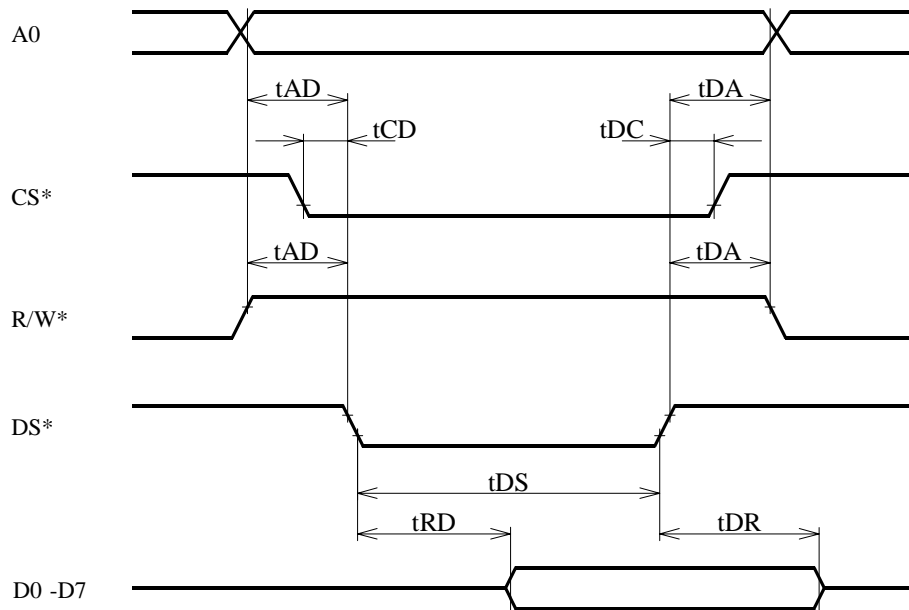 A0
tAD
tDA
tCD
tDC
CS*
tAD
tDA
R/W*
DS*
tDS
tRD
tDR
D0 -D7